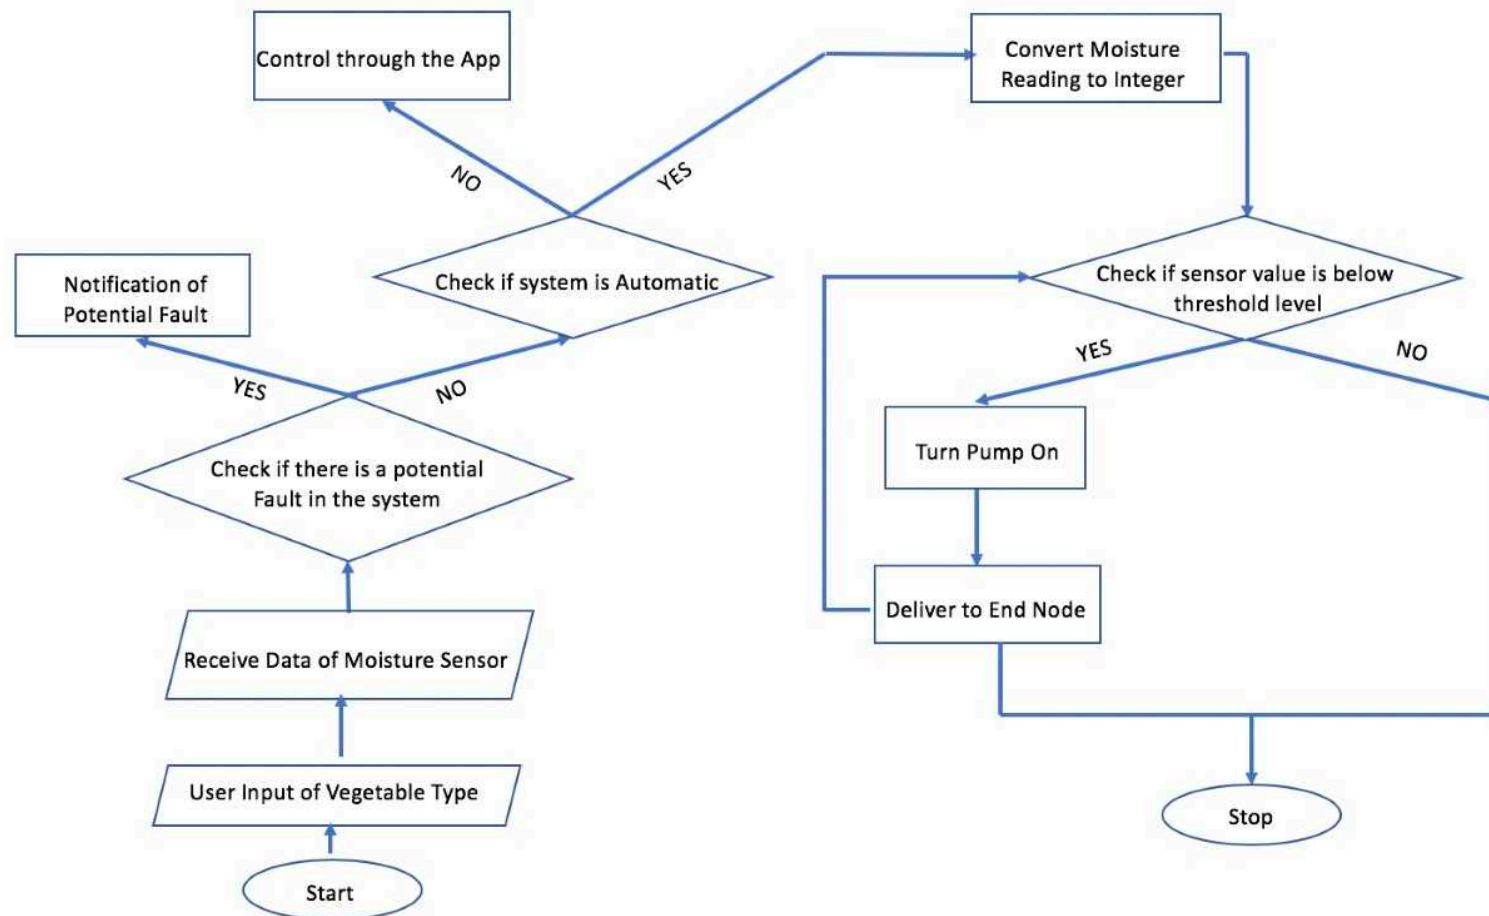 Control through the App
Convert Moisture
Reading to Integer
NO
YES
Notification of
Potential Fault
Check if system is Automatic
Check if sensor value is below
threshold level
YES
NO
YES
NO
Turn Pump On
Check if there is a potential
Fault in the system
Deliver to End Node
Receive Data of Moisture Sensor
User Input of Vegetable Type
Stop
Start